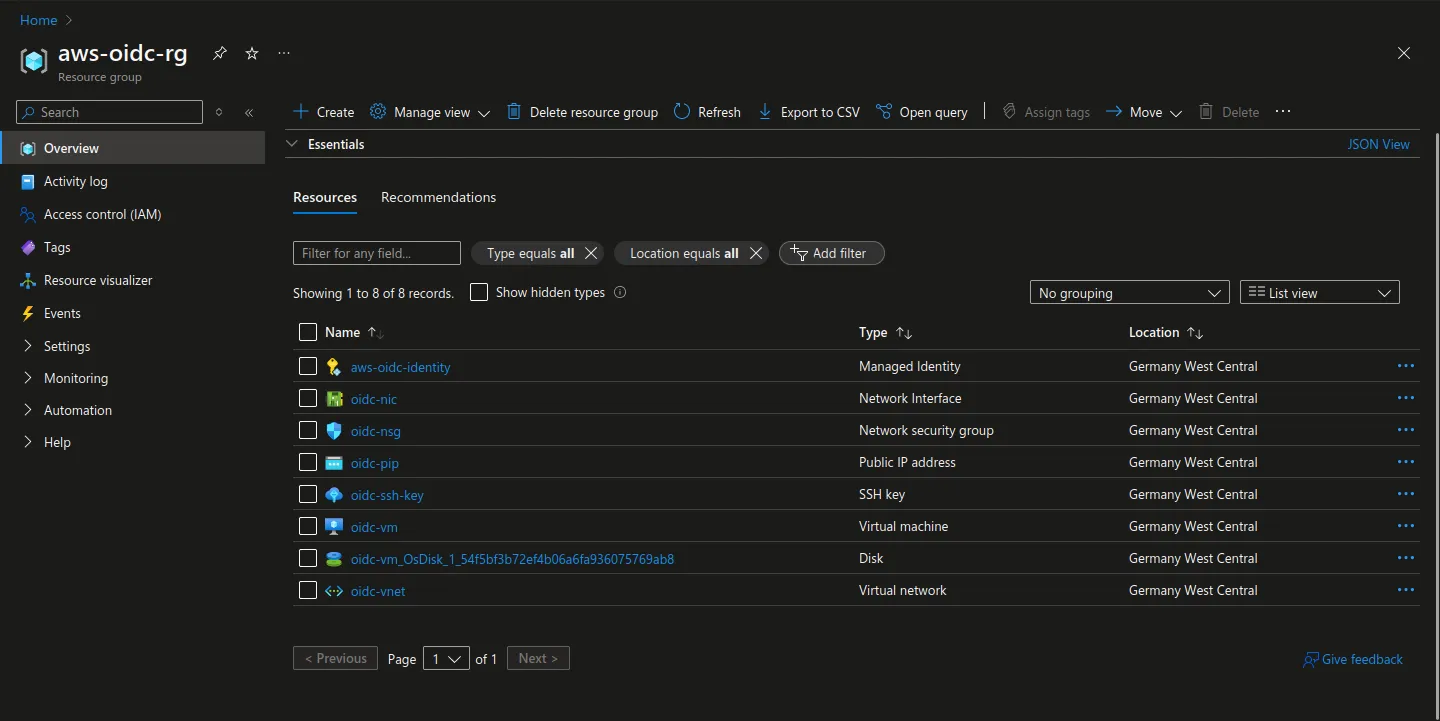 Home
aws-oidc-rg
Resource group
Search
Create Manage view Delete resource group Refresh Export to CSV Open query Assign tags Move Delete
Overview
Activity log
Access control (IAM)
Tags
Resource visualizer
Events
Settings
Monitoring
Automation
Help
Essentials JSON View
Resources Recommendations
Filter for any field... Type equals all Location equals all Add filter
Showing 1 to 8 of 8 records. Show hidden types No grouping List view
Name Type Location
aws-oidc-identity Managed Identity Germany West Central
oidc-nic Network Interface Germany West Central
oidc-nsg Network security group Germany West Central
oidc-pip Public IP address Germany West Central
oidc-ssh-key SSH key Germany West Central
oidc-vm Virtual machine Germany West Central
oidc-vm_OsDisk_1_54f5bf3b72ef4b06a6fa936075769ab8 Disk Germany West Central
oidc-vnet Virtual network Germany West Central
< Previous Page 1 of 1 Next > Give feedback